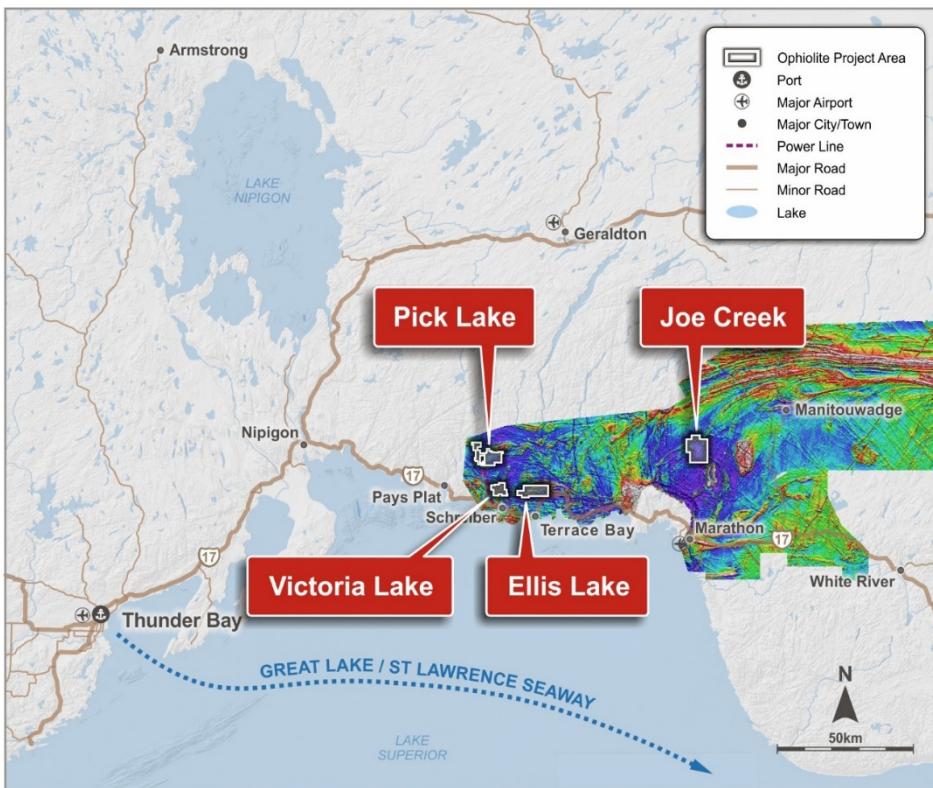 Armstrong
Ophiolite Project Area
Port
Major Airport
Major City/Town
Power Line
Major Road
Minor Road
Lake
LAKE
NIPIGON
Geraldton
Pick Lake
Joe Creek
Manitouwadge
Nipigon
17
Pays Plat
Schreiber
Terrace Bay
Marathon
17
17
White River
Victoria Lake
Ellis Lake
Thunder Bay
GREAT LAKE / ST LAWRENCE SEAWAY
LAKE
SUPERIOR
N
50km